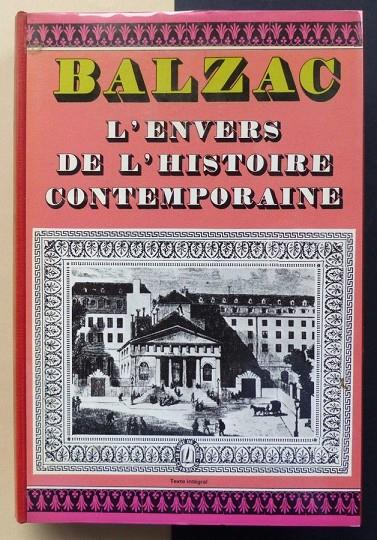 BALZAC
L'ENVERS
DE L'HISTOIRE
CONTEMPORAINE
Texte intégral